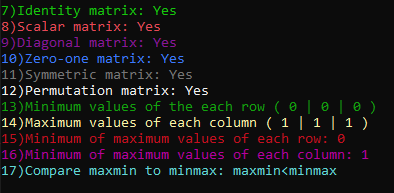 7)Identity matrix: Yes
8)Scalar matrix: Yes
9)Diagonal matrix: Yes
10)Zero-one matrix: Yes
11)Symmetric matrix: Yes
12)Permutation matrix: Yes
13)Minimum values of the each row ( 0 | 0 | 0 )
14)Maximum values of each column ( 1 | 1 | 1 )
15)Minimum of maximum values of each row: 0
16)Minimum of maximum values of each column: 1
17)Compare maxmin to minmax: maxmin<minmax